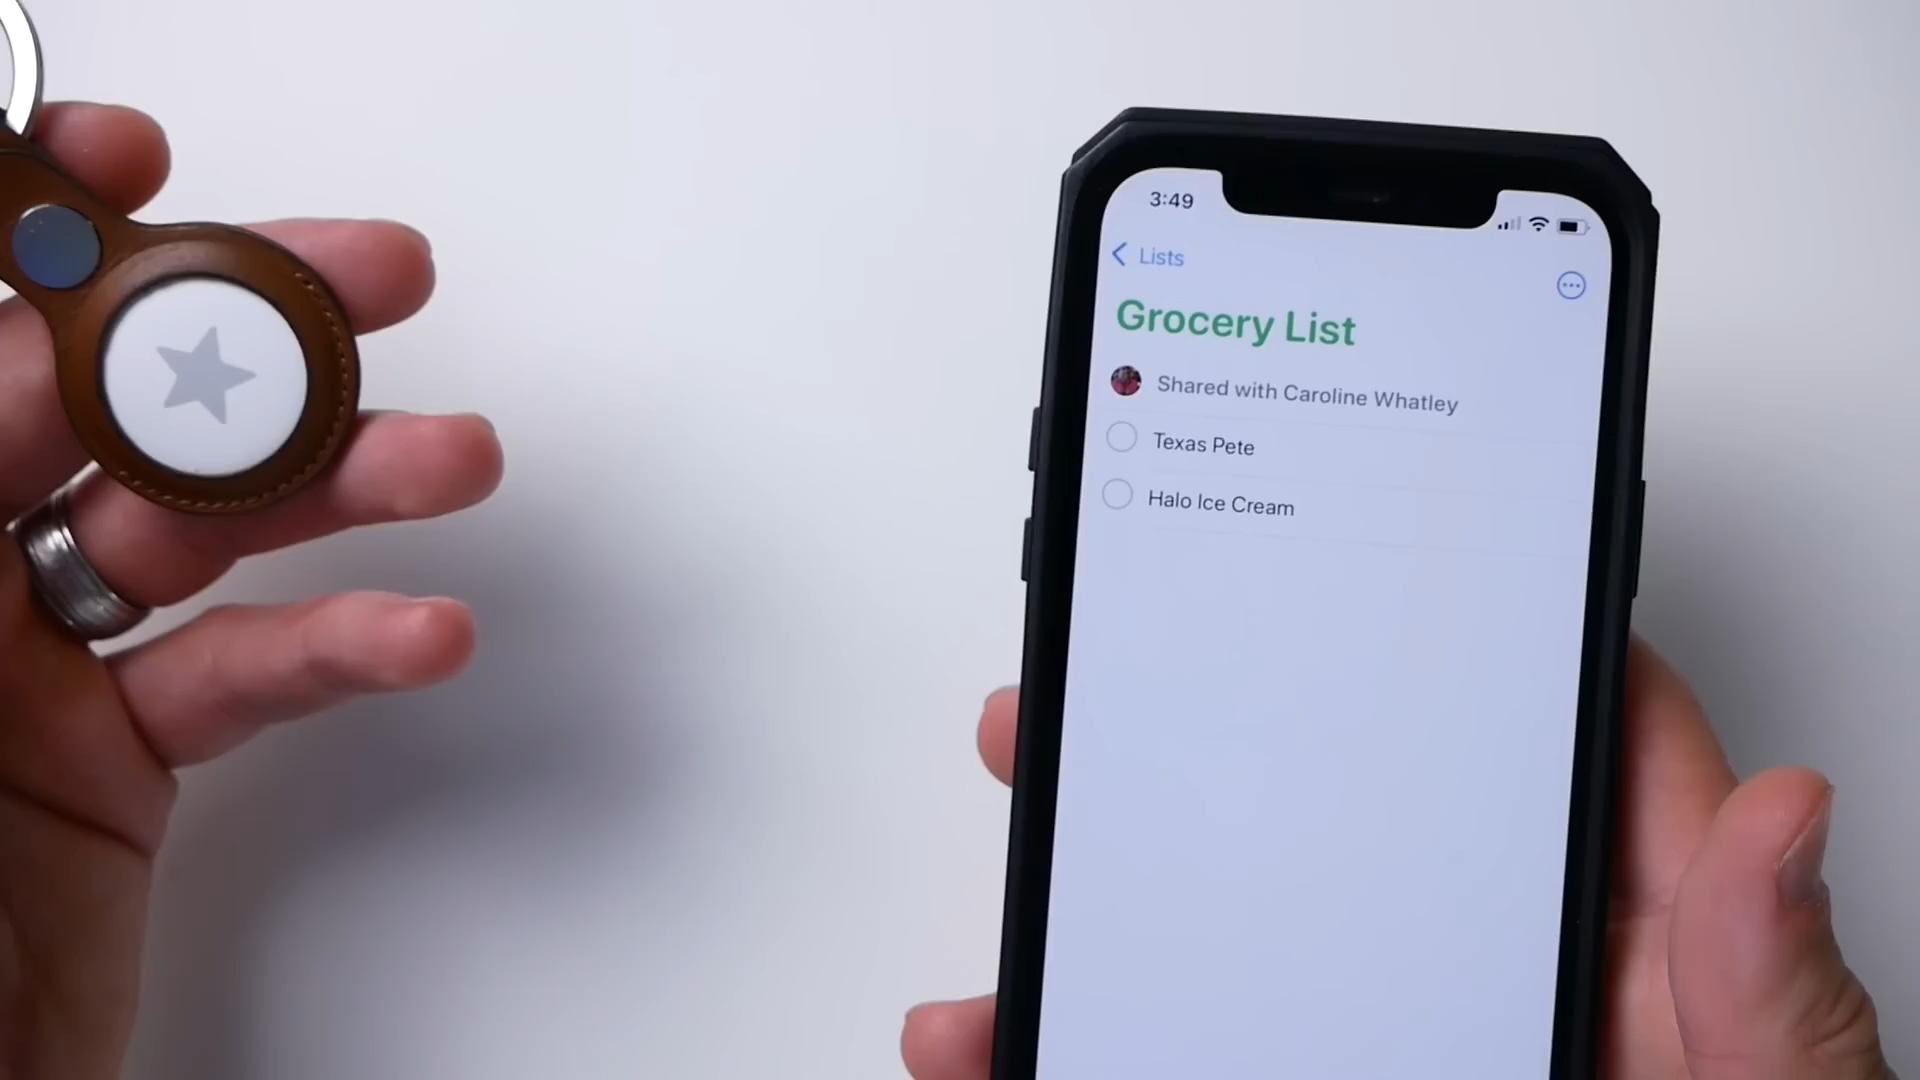 3:49
Lists
Grocery List
Shared with Caroline Whatley
Texas Pete
Halo Ice Cream